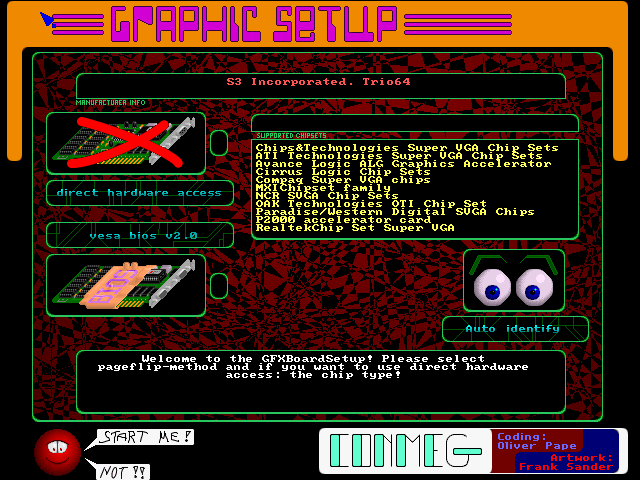 GRAPHIC SETUP
S3 Incorporated. Trio64
MANUFACTURER INFO
SUPPORTED CHIPSETS
Chips&Technologies Super VGA Chip Sets
ATI Technologies Super VGA Chip Sets
Avance Logic ALG Graphics Accelerator
Cirrus Logic Chip Sets
Compaq Super VGA chips
MXIChipset family
NCR SVGA Chip Sets
OAK Technologies OTI Chip Set
Paradise/Western Digital SVGA Chips
P2000 accelerator card
RealtekChip Set Super VGA
direct hardware access
vesa bios v2.0
BIOS
Auto identify
Welcome to the GFXBoardSetup! Please select
pageflip-method and if you want to use direct hardware
access: the chip type!
START ME!
NOT??
CONMEG
Coding:
Oliver Pape
Artwork:
Frank Sander